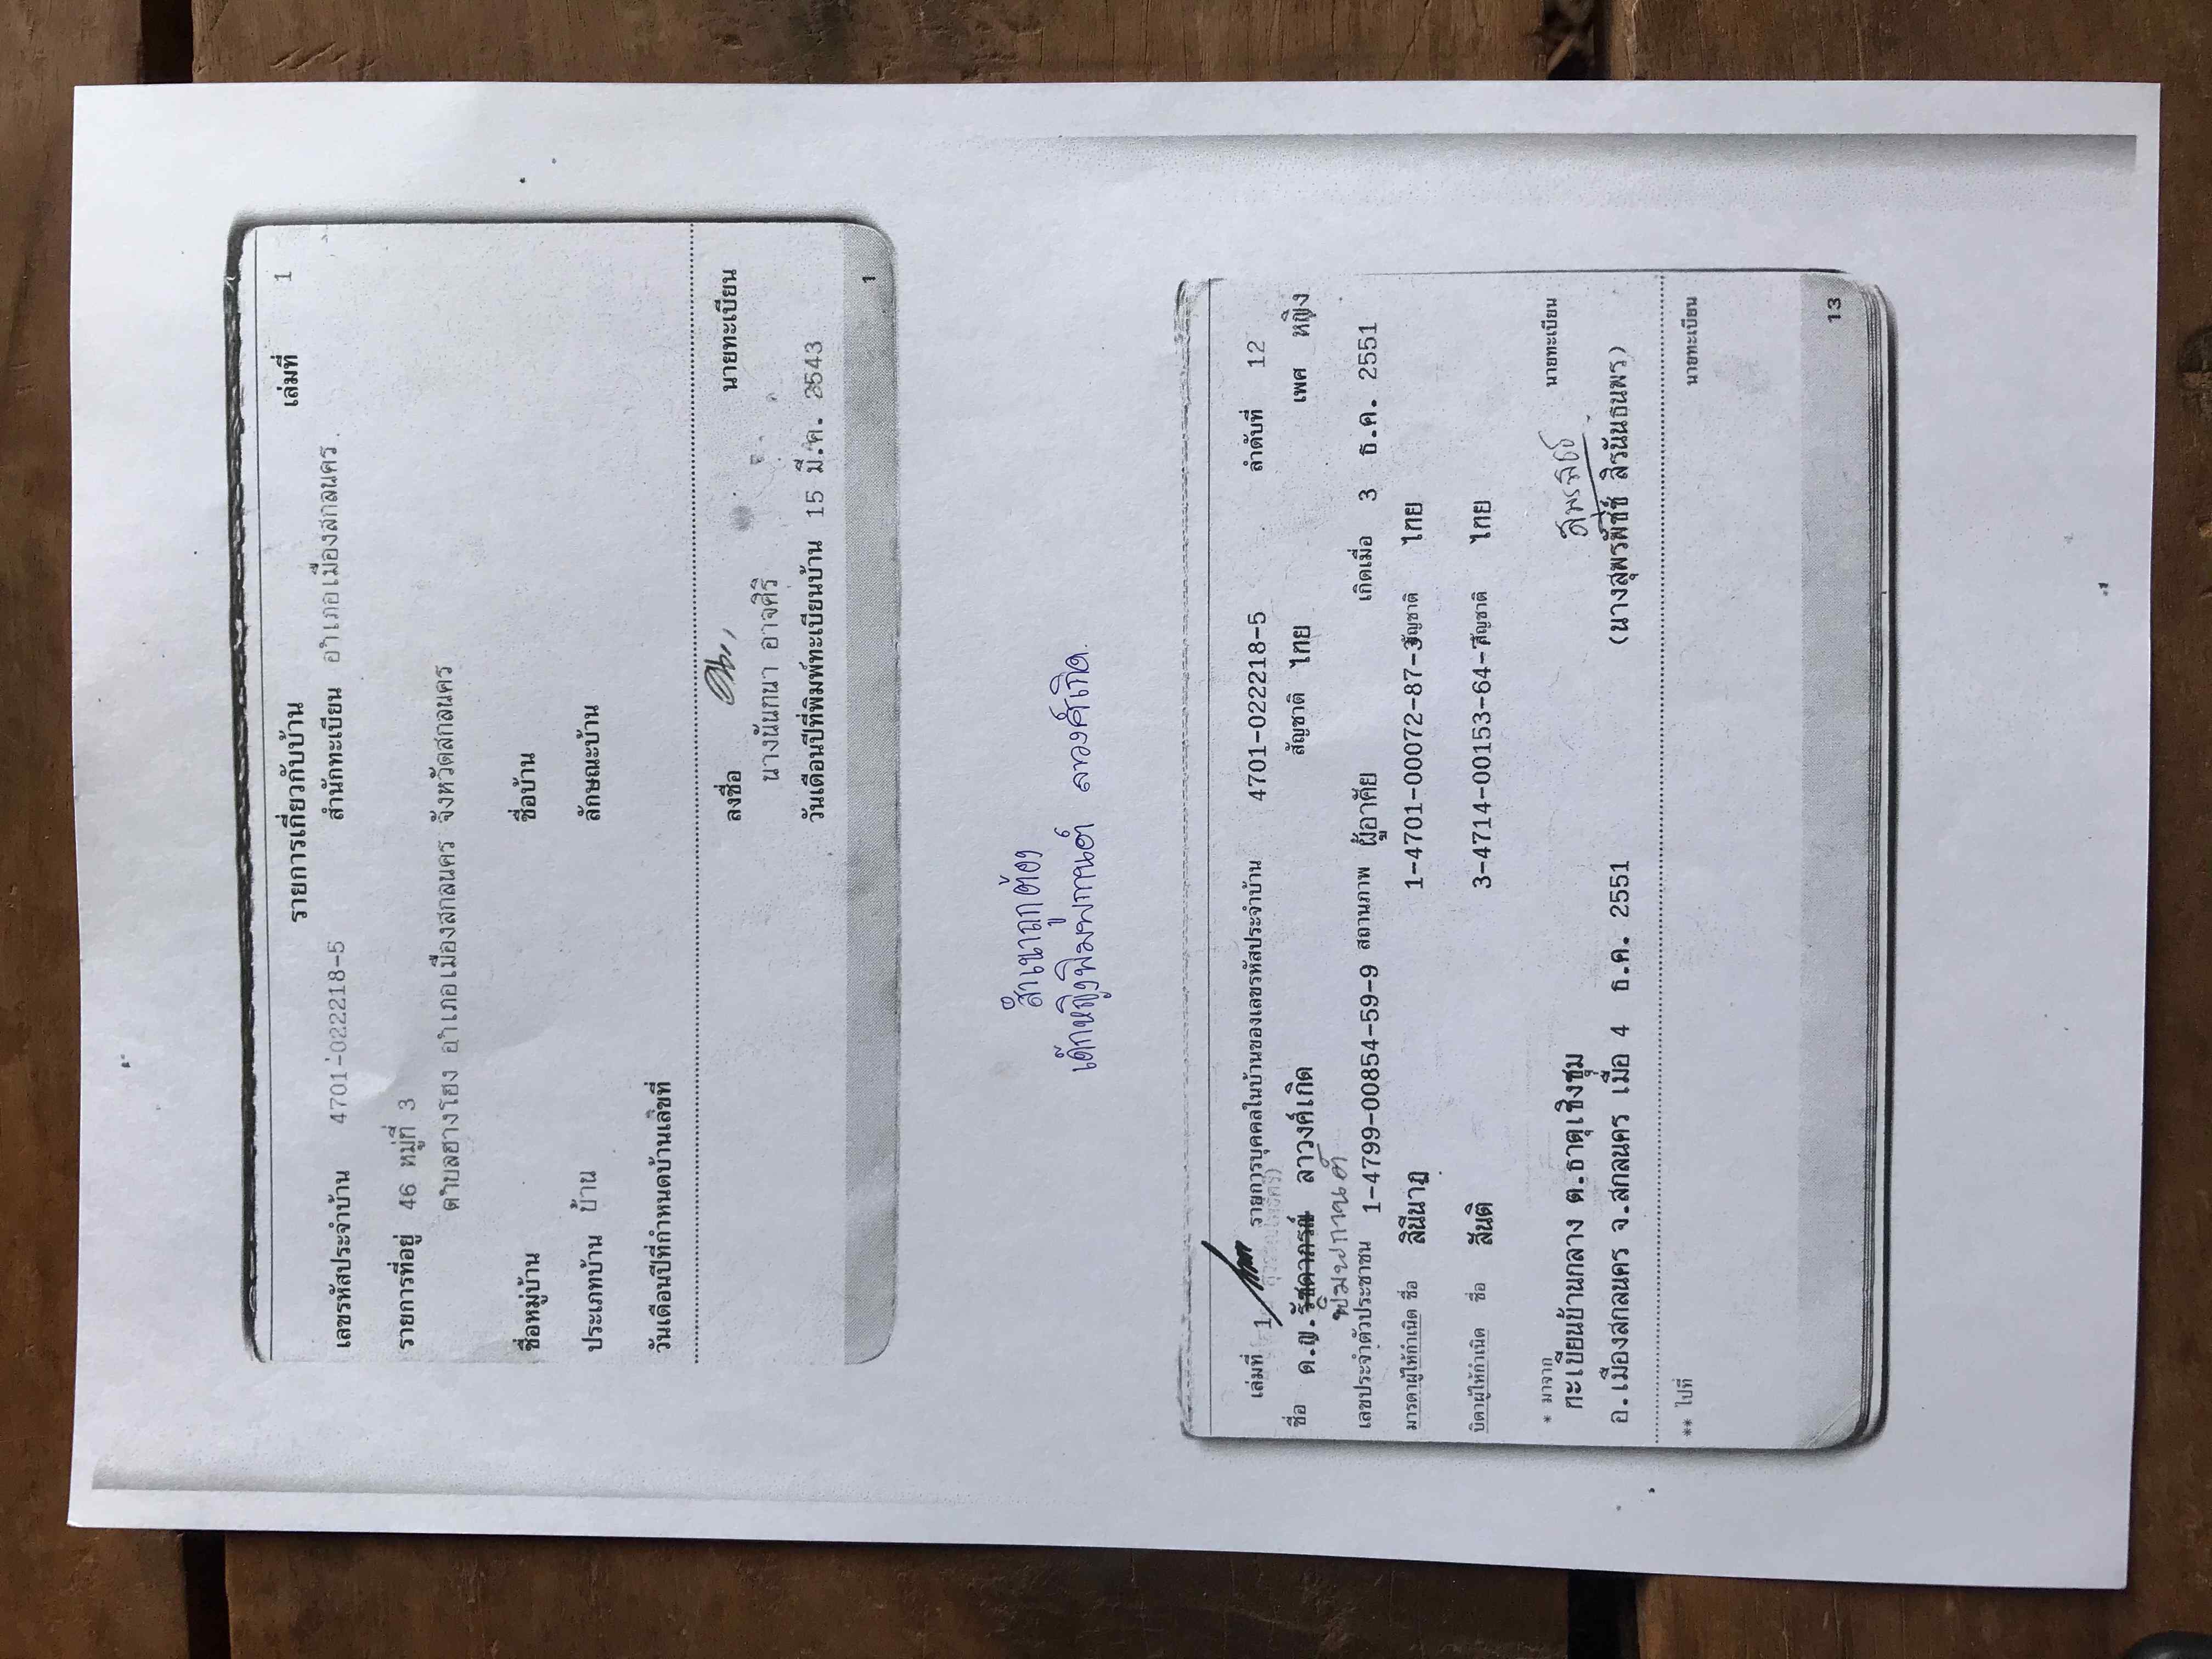 รายการเกี่ยวกับบ้าน เล่มที่ 1
เลขรหัสประจำบ้าน 4701-022218-5 สำนักทะเบียน อำเภอเมืองสกลนคร
รายการที่อยู่ 46 หมู่ที่ 3
ตำบลฮางโฮง อำเภอเมืองสกลนคร จังหวัดสกลนคร
ชื่อหมู่บ้าน ชื่อบ้าน
ประเภทบ้าน บ้าน ลักษณะบ้าน
วันเดือนปีที่กำหนดบ้านเลขที่
ลงชื่อ นายทะเบียน
นางนันทนา อาจศิริ
วันเดือนปีที่พิมพ์ทะเบียนบ้าน 15 มี.ค. 2543
1
สำเนาถูกต้อง
เด็กหญิงพิมพกานต์ ลาวงศ์เกิด
เล่มที่ 1 รายการบุคคลในบ้านของเลขรหัสประจำบ้าน 4701-022218-5 ลำดับที่ 12
ชื่อ ด.ญ.รัชดาภรณ์ ลาวงศ์เกิด สัญชาติ ไทย เพศ หญิง
พิมพกานต์
เลขประจำตัวประชาชน 1-4799-00854-59-9 สถานภาพ ผู้อาศัย เกิดเมื่อ 3 ธ.ค. 2551
มารดาผู้ให้กำเนิด ชื่อ สินีนาฏ 1-4701-00072-87-3 สัญชาติ ไทย
บิดาผู้ให้กำเนิด ชื่อ สันติ 3-4714-00153-64-7 สัญชาติ ไทย
* มาจาก
ทะเบียนบ้านกลาง ต.ธาตุเชิงชุม นายทะเบียน
อ.เมืองสกลนคร จ.สกลนคร เมื่อ 4 ธ.ค. 2551 (นางสุพรพัชช์ สิรนันธนพร)
** ไปที่ นายทะเบียน
13